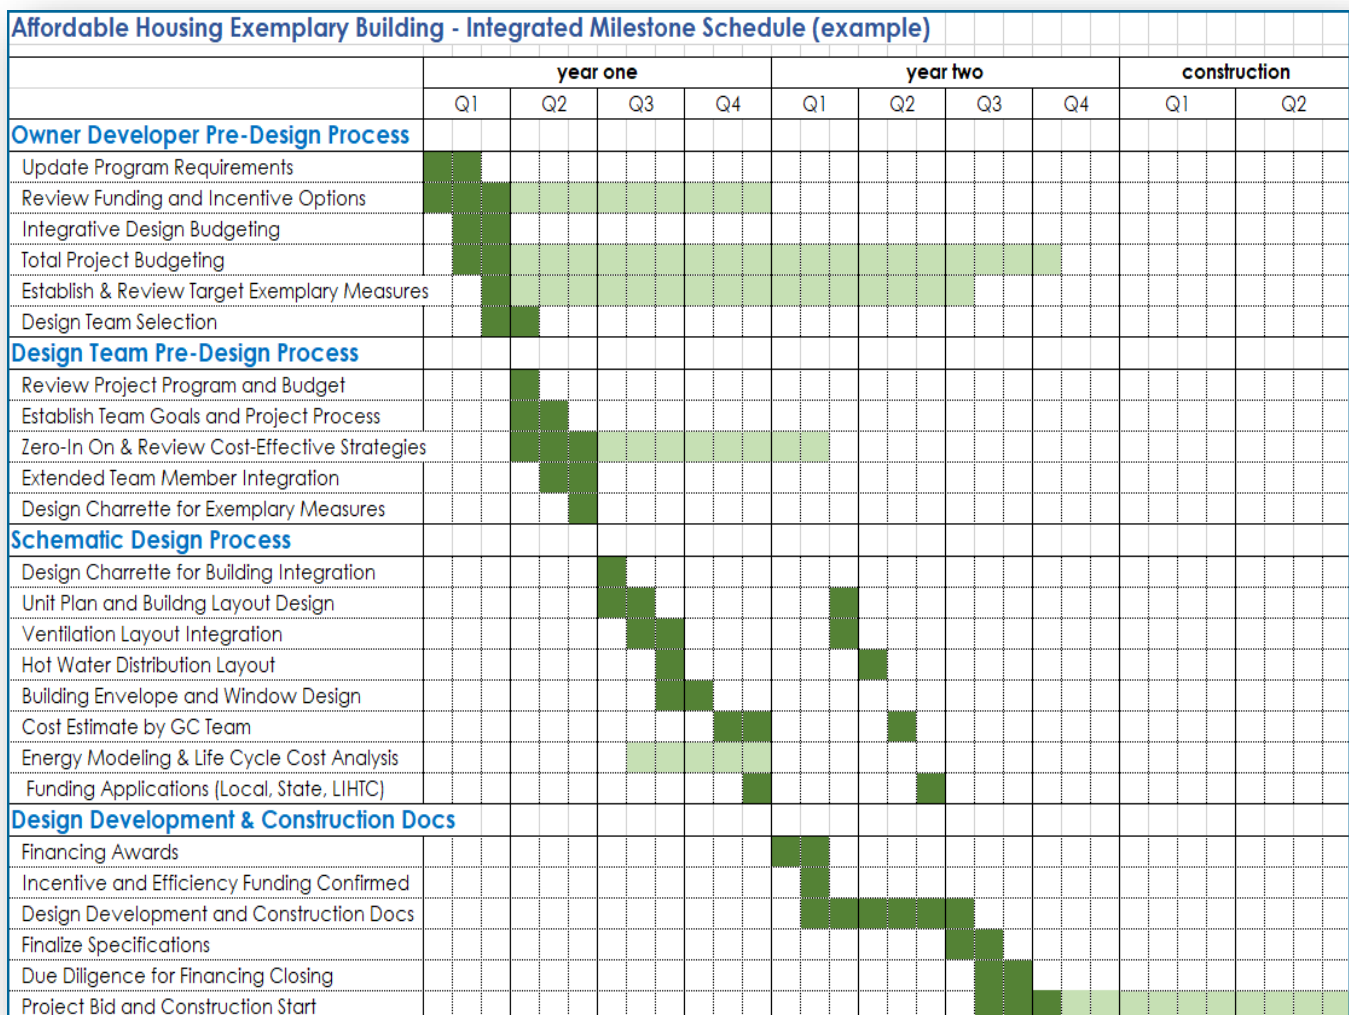 Affordable Housing Exemplary Building - Integrated Milestone Schedule (example)
year one year two construction
Q1 Q2 Q3 Q4 Q1 Q2 Q3 Q4 Q1 Q2
Owner Developer Pre-Design Process
Update Program Requirements
Review Funding and Incentive Options
Integrative Design Budgeting
Total Project Budgeting
Establish & Review Target Exemplary Measures
Design Team Selection
Design Team Pre-Design Process
Review Project Program and Budget
Establish Team Goals and Project Process
Zero-In On & Review Cost-Effective Strategies
Extended Team Member Integration
Design Charrette for Exemplary Measures
Schematic Design Process
Design Charrette for Building Integration
Unit Plan and Buildng Layout Design
Ventilation Layout Integration
Hot Water Distribution Layout
Building Envelope and Window Design
Cost Estimate by GC Team
Energy Modeling & Life Cycle Cost Analysis
Funding Applications (Local, State, LIHTC)
Design Development & Construction Docs
Financing Awards
Incentive and Efficiency Funding Confirmed
Design Development and Construction Docs
Finalize Specifications
Due Diligence for Financing Closing
Project Bid and Construction Start